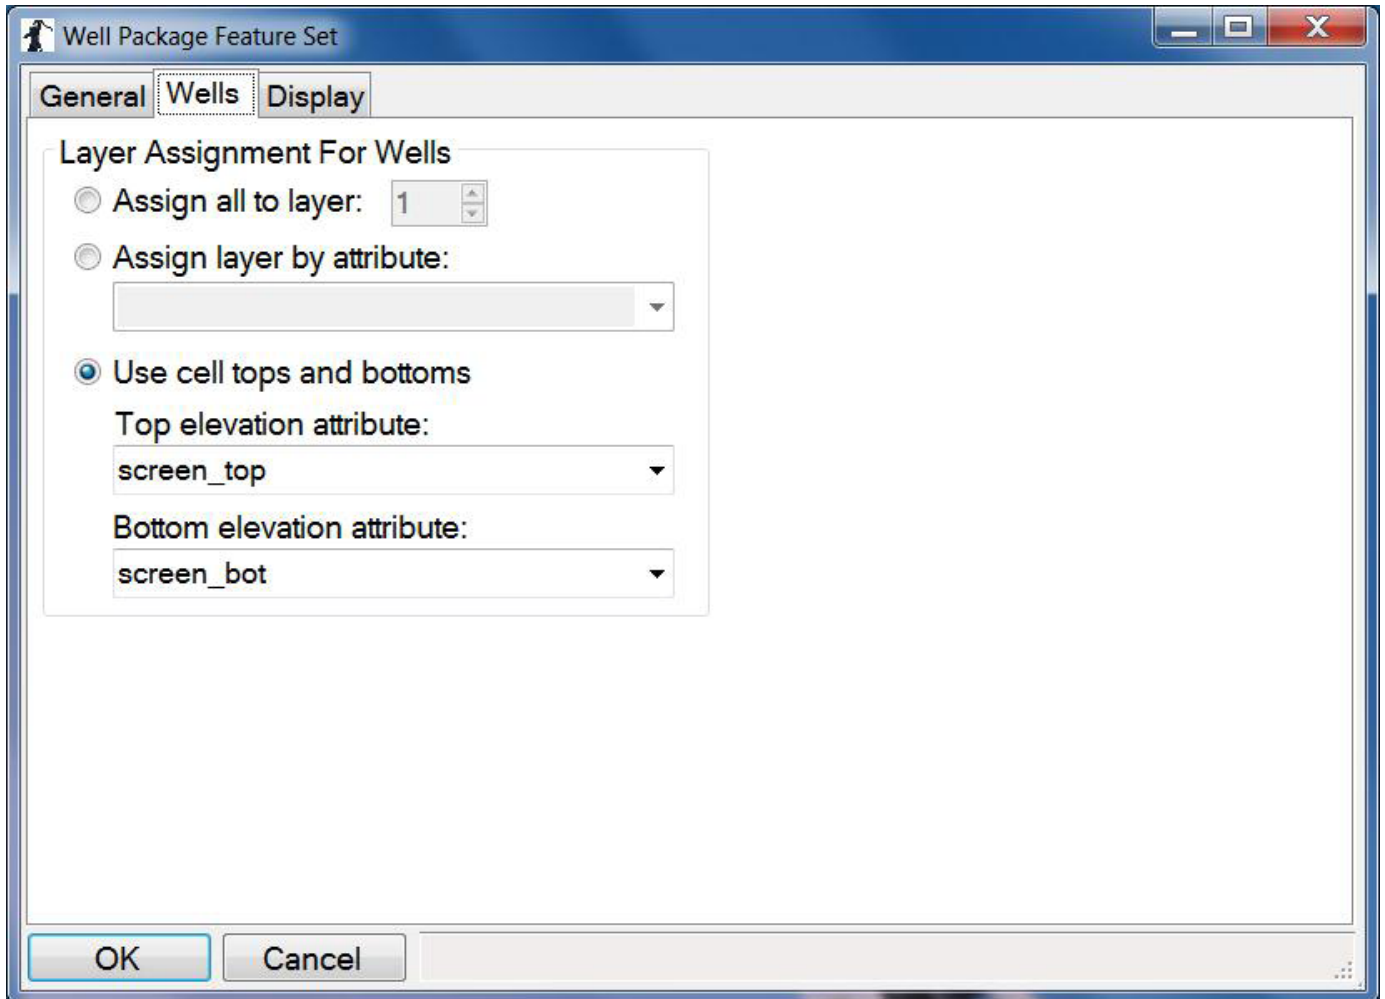 Well Package Feature Set
General Wells Display
Layer Assignment For Wells
Assign all to layer: 1
Assign layer by attribute:
Use cell tops and bottoms
Top elevation attribute:
screen_top
Bottom elevation attribute:
screen_bot
OK Cancel